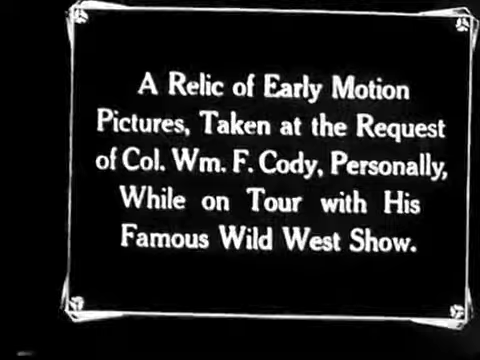 A Relic of Early Motion
Pictures, Taken at the Request
of Col. Wm. F. Cody, Personally,
While on Tour with His
Famous Wild West Show.